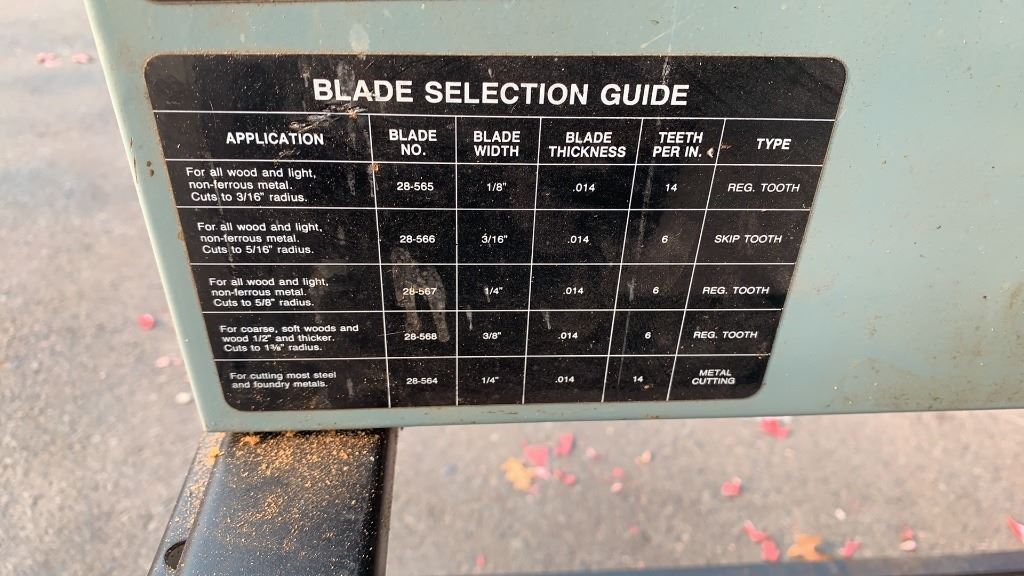 BLADE SELECTION GUIDE
APPLICATION BLADE NO. BLADE WIDTH BLADE THICKNESS TEETH PER IN. TYPE
For all wood and light,
non-ferrous metal.
Cuts to 3/16" radius.
28-565 1/8" .014 14 REG. TOOTH
For all wood and light,
non-ferrous metal.
Cuts to 5/16" radius.
28-566 3/16" .014 6 SKIP TOOTH
For all wood and light,
non-ferrous metal.
Cuts to 5/8" radius.
28-567 1/4" .014 6 REG. TOOTH
For coarse, soft woods and
wood 1/2" and thicker.
Cuts to 1⅜" radius.
28-568 3/8" .014 6 REG. TOOTH
For cutting most steel
and foundry metals.
28-564 1/4" .014 14 METAL CUTTING